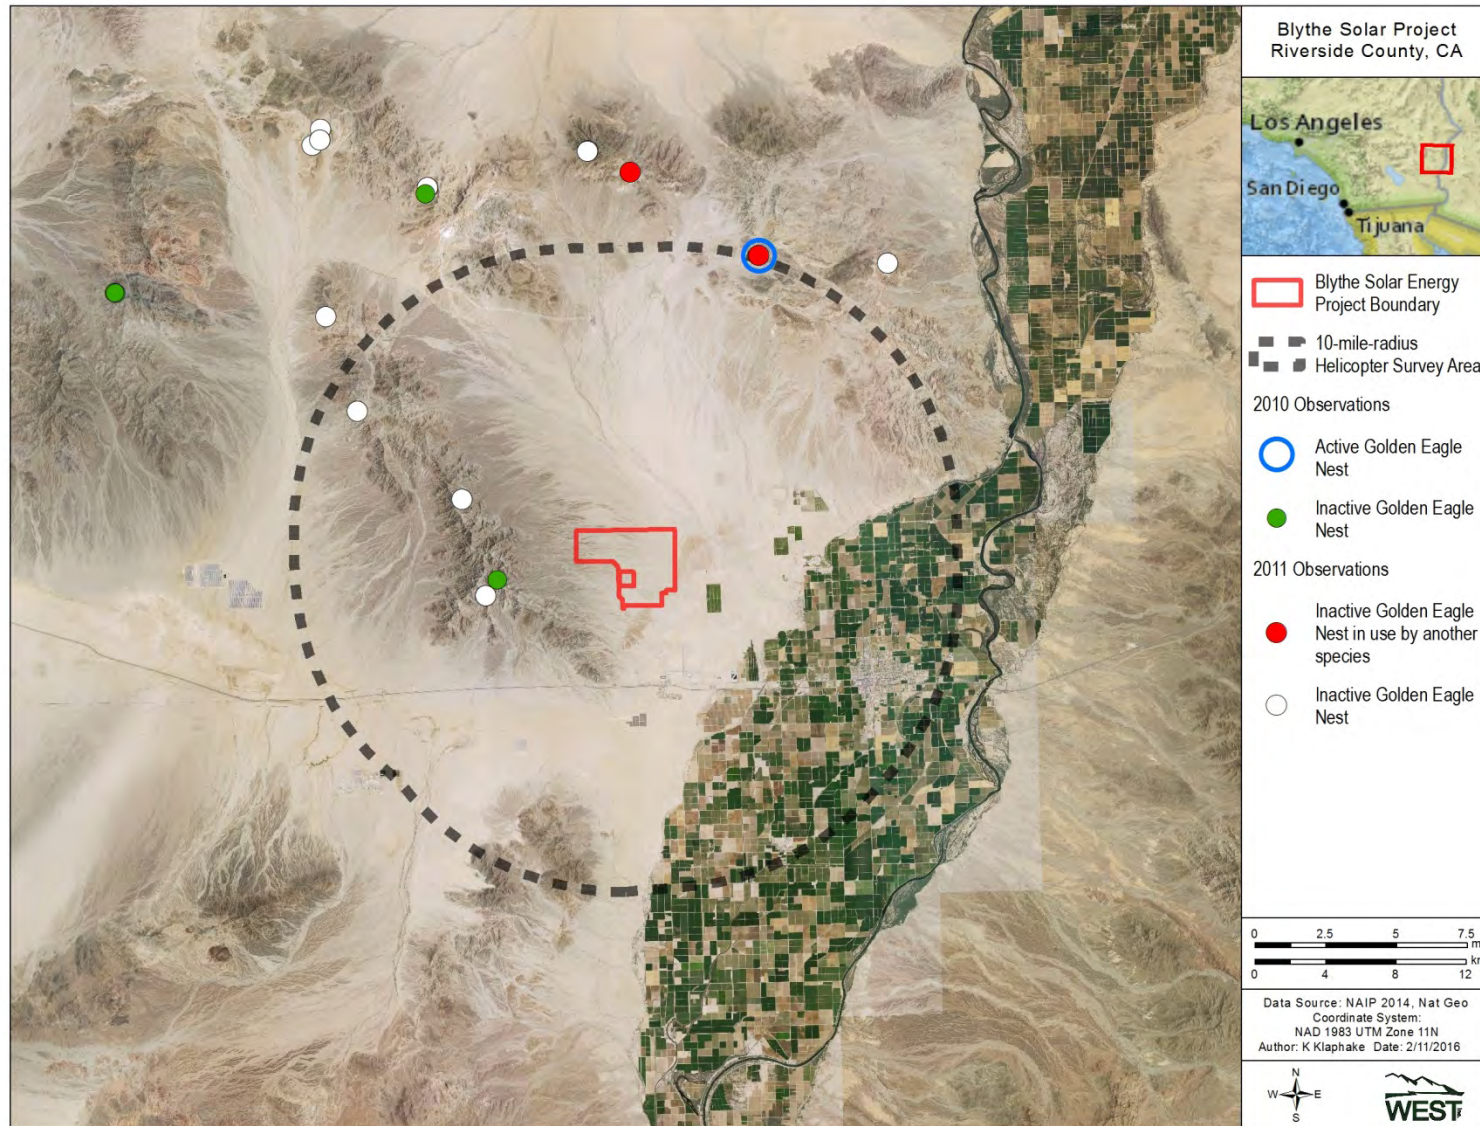 Blythe Solar Project
Riverside County, CA
Los Angeles
San Diego
Tijuana
Blythe Solar Energy
Project Boundary
10-mile-radius
Helicopter Survey Area
2010 Observations
Active Golden Eagle
Nest
Inactive Golden Eagle
Nest
2011 Observations
Inactive Golden Eagle
Nest in use by another
species
Inactive Golden Eagle
Nest
0 2.5 5 7.5
0 4 8 12
Data Source: NAIP 2014, Nat Geo
Coordinate System:
NAD 1983 UTM Zone 11N
Author: K Klaphake Date: 2/11/2016
N
W E
S
WEST